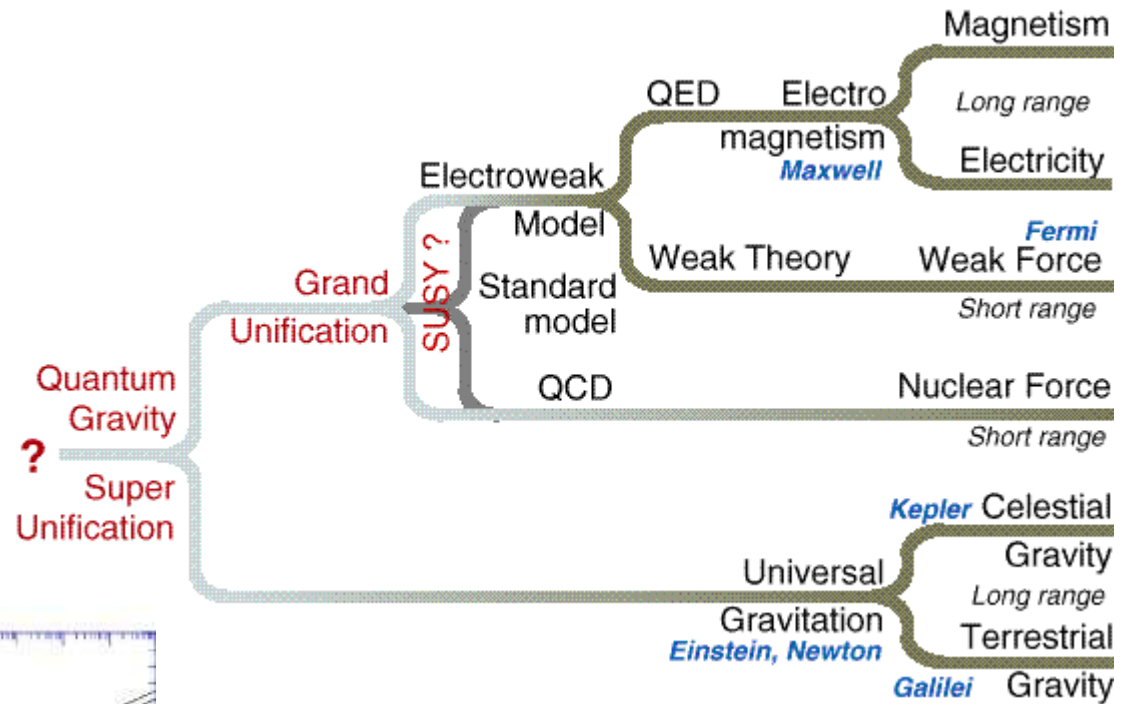 Magnetism
QED
Electro
Long range
magnetism
Maxwell
Electricity
Electroweak
Model
Fermi
Weak Theory
Weak Force
Short range
Grand
Unification
SUSY ?
Standard
model
QCD
Nuclear Force
Short range
Quantum
Gravity
?
Super
Unification
Kepler Celestial
Gravity
Universal
Gravitation
Einstein, Newton
Long range
Terrestrial
Galilei Gravity